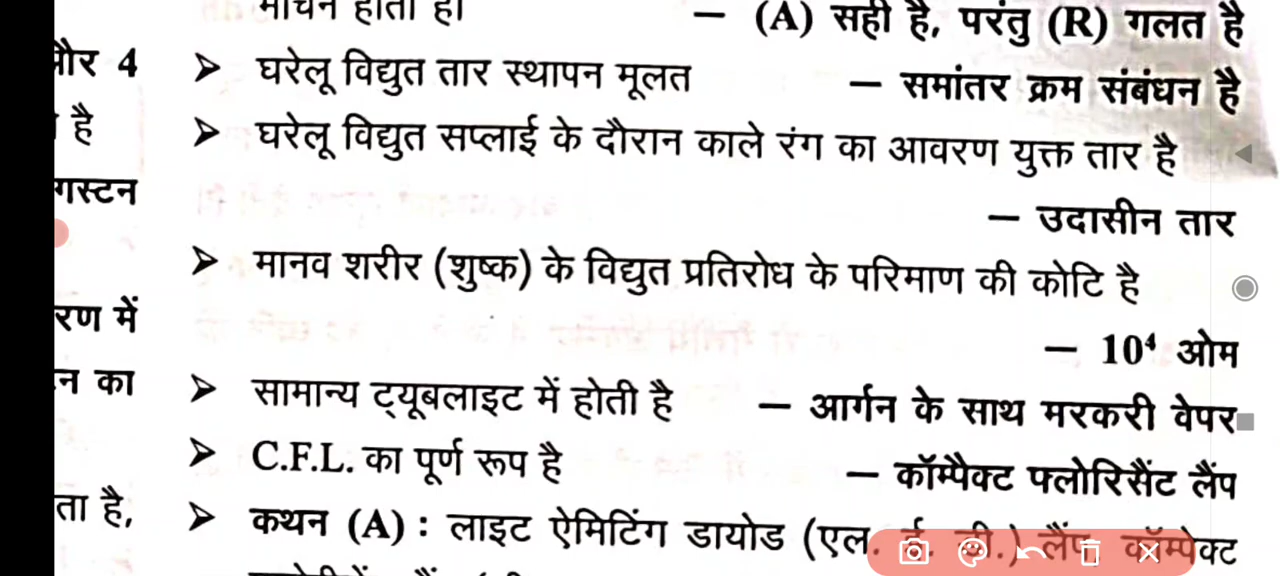 — (A) सही है, परंतु (R) गलत है
और 4
➤ घरेलू विद्युत तार स्थापन मूलत — समांतर क्रम संबंधन है
है
➤ घरेलू विद्युत सप्लाई के दौरान काले रंग का आवरण युक्त तार है
गस्टन
— उदासीन तार
➤ मानव शरीर (शुष्क) के विद्युत प्रतिरोध के परिमाण की कोटि है
रण में
— 10⁴ ओम
न का
➤ सामान्य ट्यूबलाइट में होती है — आर्गन के साथ मरकरी वेपर
➤ C.F.L. का पूर्ण रूप है — कॉम्पैक्ट फ्लोरिसैंट लैंप
ता है,
➤ कथन (A) : लाइट ऐमिटिंग डायोड (एल. ई. डी.) लैंप, कॉम्पेक्ट